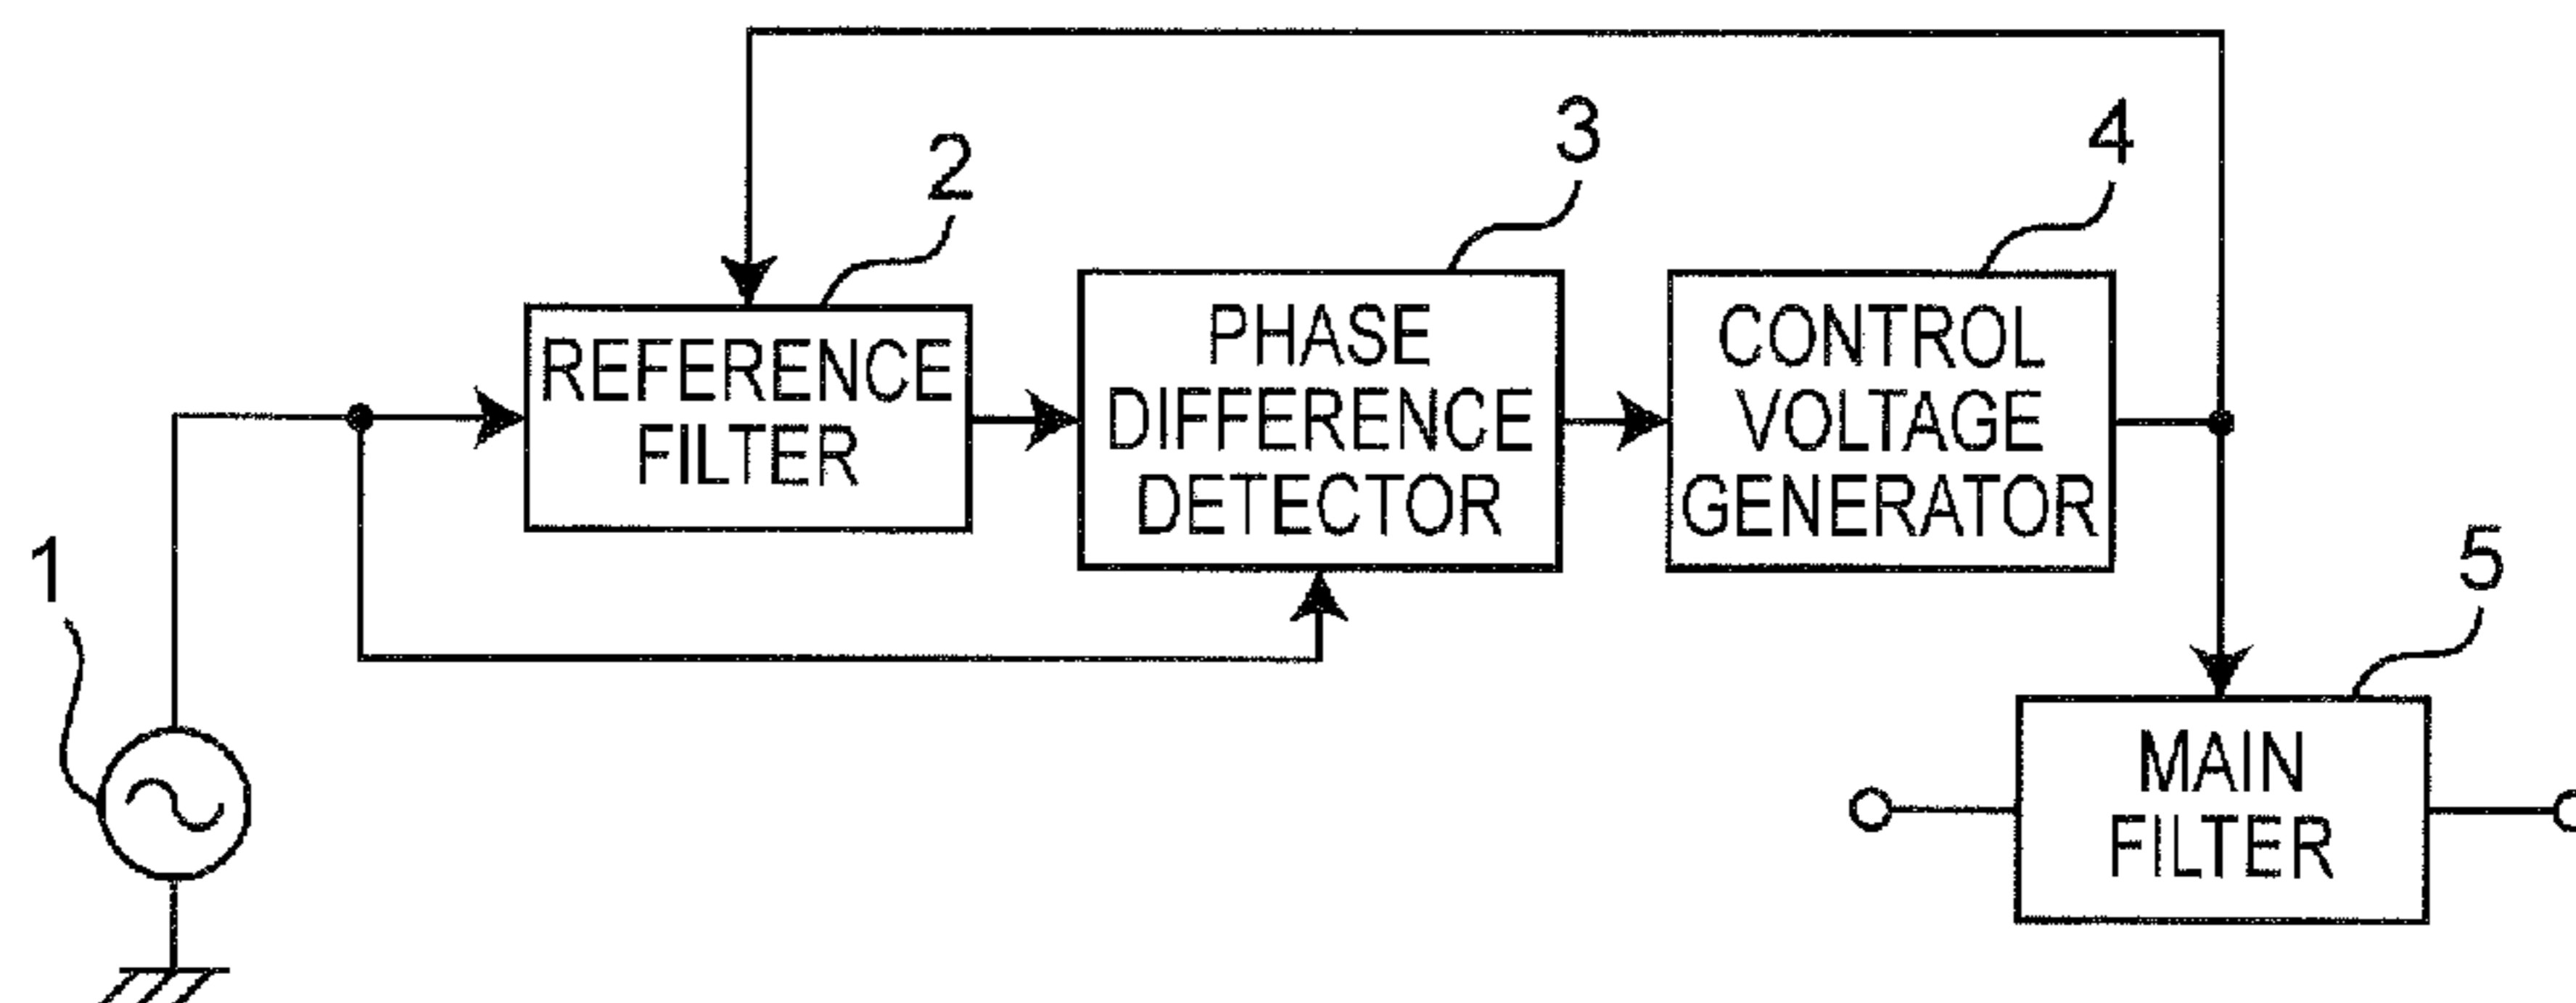 3
4
2
PHASE
DIFFERENCE
DETECTOR
CONTROL
VOLTAGE
GENERATOR
REFERENCE
FILTER
1
5
MAIN
FILTER